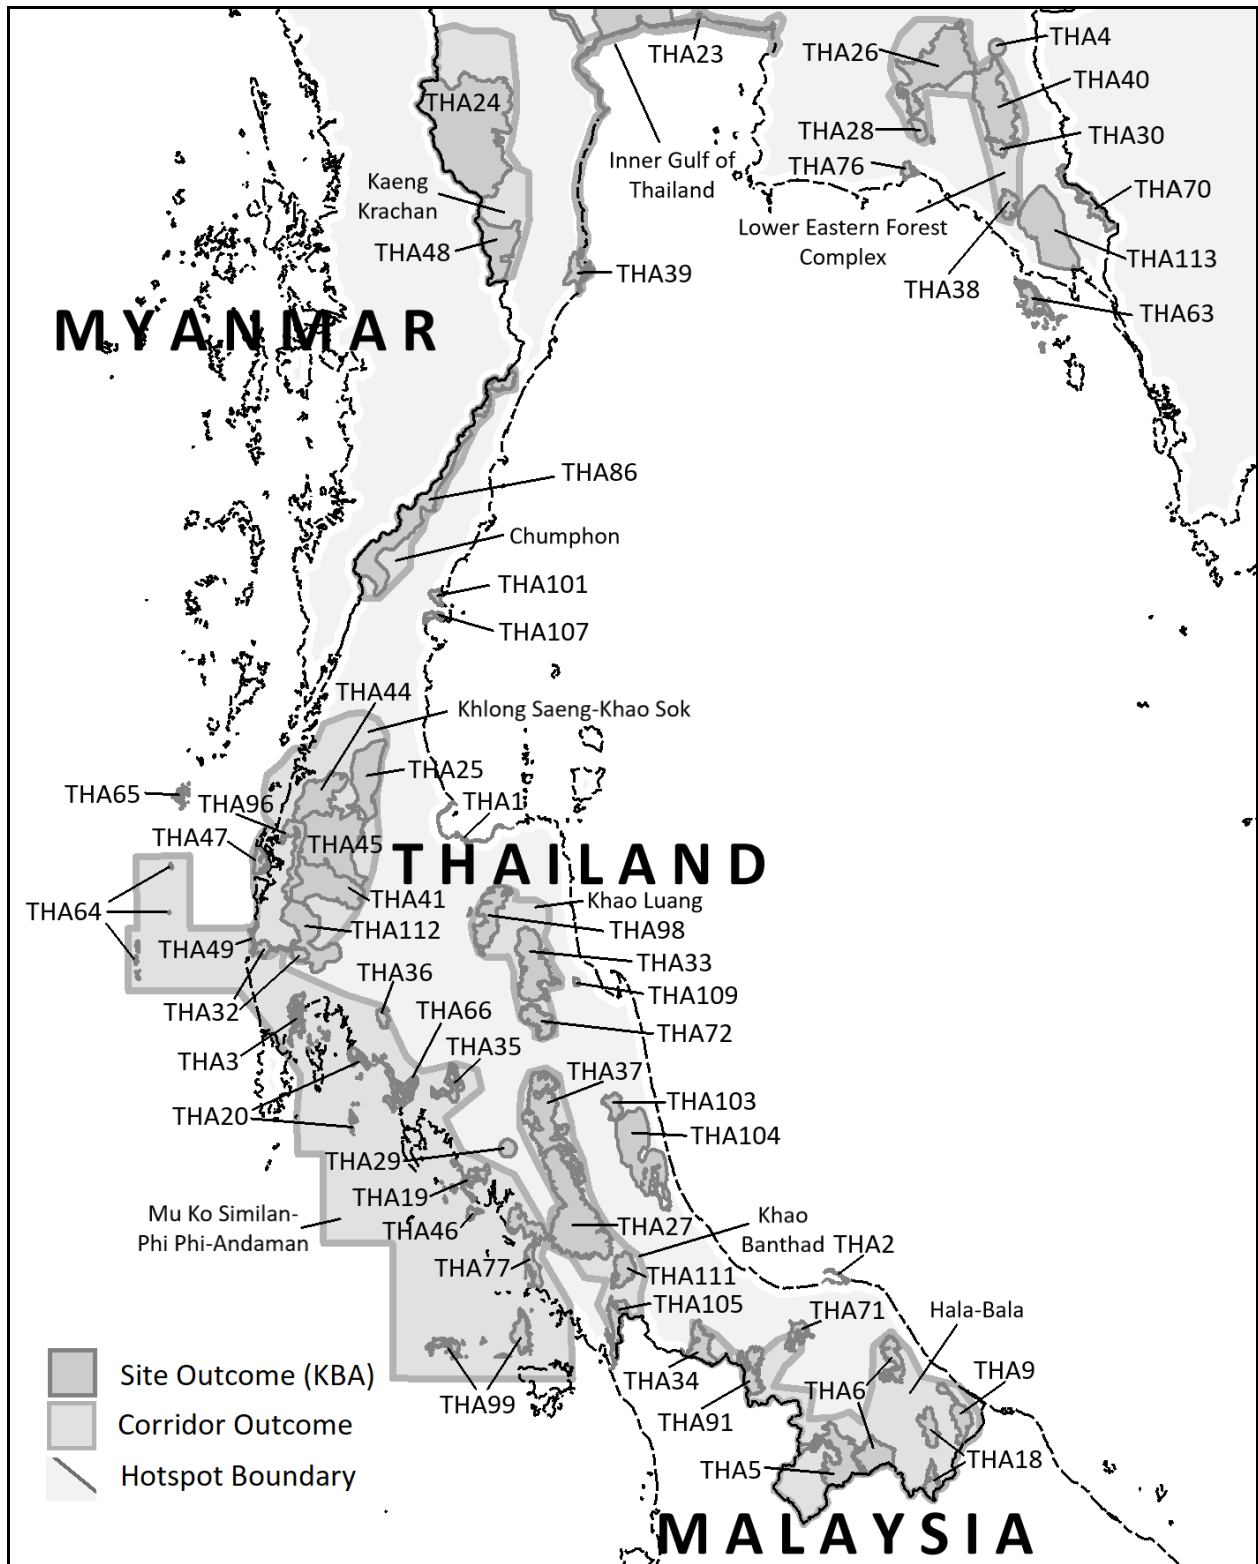 THA23
THA26
THA4
THA24
THA40
THA28
THA30
Inner Gulf of
Thailand
THA76
Kaeng
Krachan
THA70
Lower Eastern Forest
Complex
THA48
THA39
THA38
THA113
THA63
MYANMAR
THA86
Chumphon
THA101
THA107
THA44
Khlong Saeng-Khao Sok
THA25
THA65
THA96
THA1
THA47
THA45
THAILAND
THA41
Khao Luang
THA64
THA112
THA98
THA49
THA33
THA36
THA109
THA32
THA66
THA72
THA3
THA35
THA37
THA103
THA20
THA104
THA29
THA19
Mu Ko Similan-
Phi Phi-Andaman
THA46
THA27
Khao
Banthad
THA2
THA77
THA111
THA105
THA71
Hala-Bala
THA34
THA6
THA9
THA99
THA91
THA5
THA18
Site Outcome (KBA)
Corridor Outcome
Hotspot Boundary
MALAYSIA